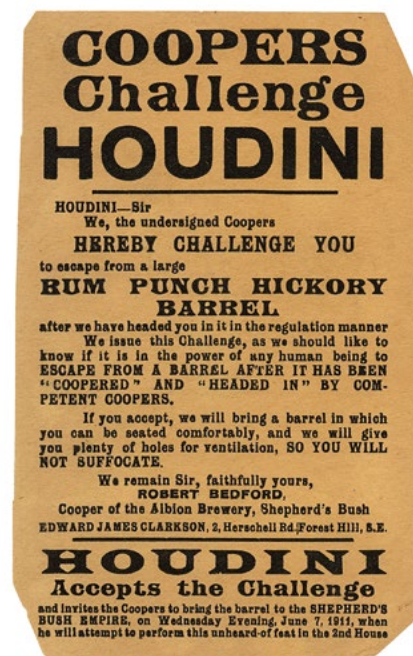 COOPERS
Challenge
HOUDINI
HOUDINI—Sir
We, the undersigned Coopers
HEREBY CHALLENGE YOU
to escape from a large
RUM PUNCH HICKORY
BARREL
after we have headed you in it in the regulation manner
We issue this Challenge, as we should like to
know if it is in the power of any human being to
ESCAPE FROM A BARREL AFTER IT HAS BEEN
"COOPERED" AND "HEADED IN" BY COM-
PETENT COOPERS.
If you accept, we will bring a barrel in which
you can be seated comfortably, and we will give
you plenty of holes for ventilation, SO YOU WILL
NOT SUFFOCATE.
We remain Sir, faithfully yours,
ROBERT BEDFORD,
Cooper of the Albion Brewery, Shepherd's Bush
EDWARD JAMES CLARKSON, 2, Herschell Rd. Forest Hill, S.E.
HOUDINI
Accepts the Challenge
and invites the Coopers to bring the barrel to the SHEPHERD'S
BUSH EMPIRE, on Wednesday Evening, June 7, 1911, when
he will attempt to perform this unheard-of feat in the 2nd House